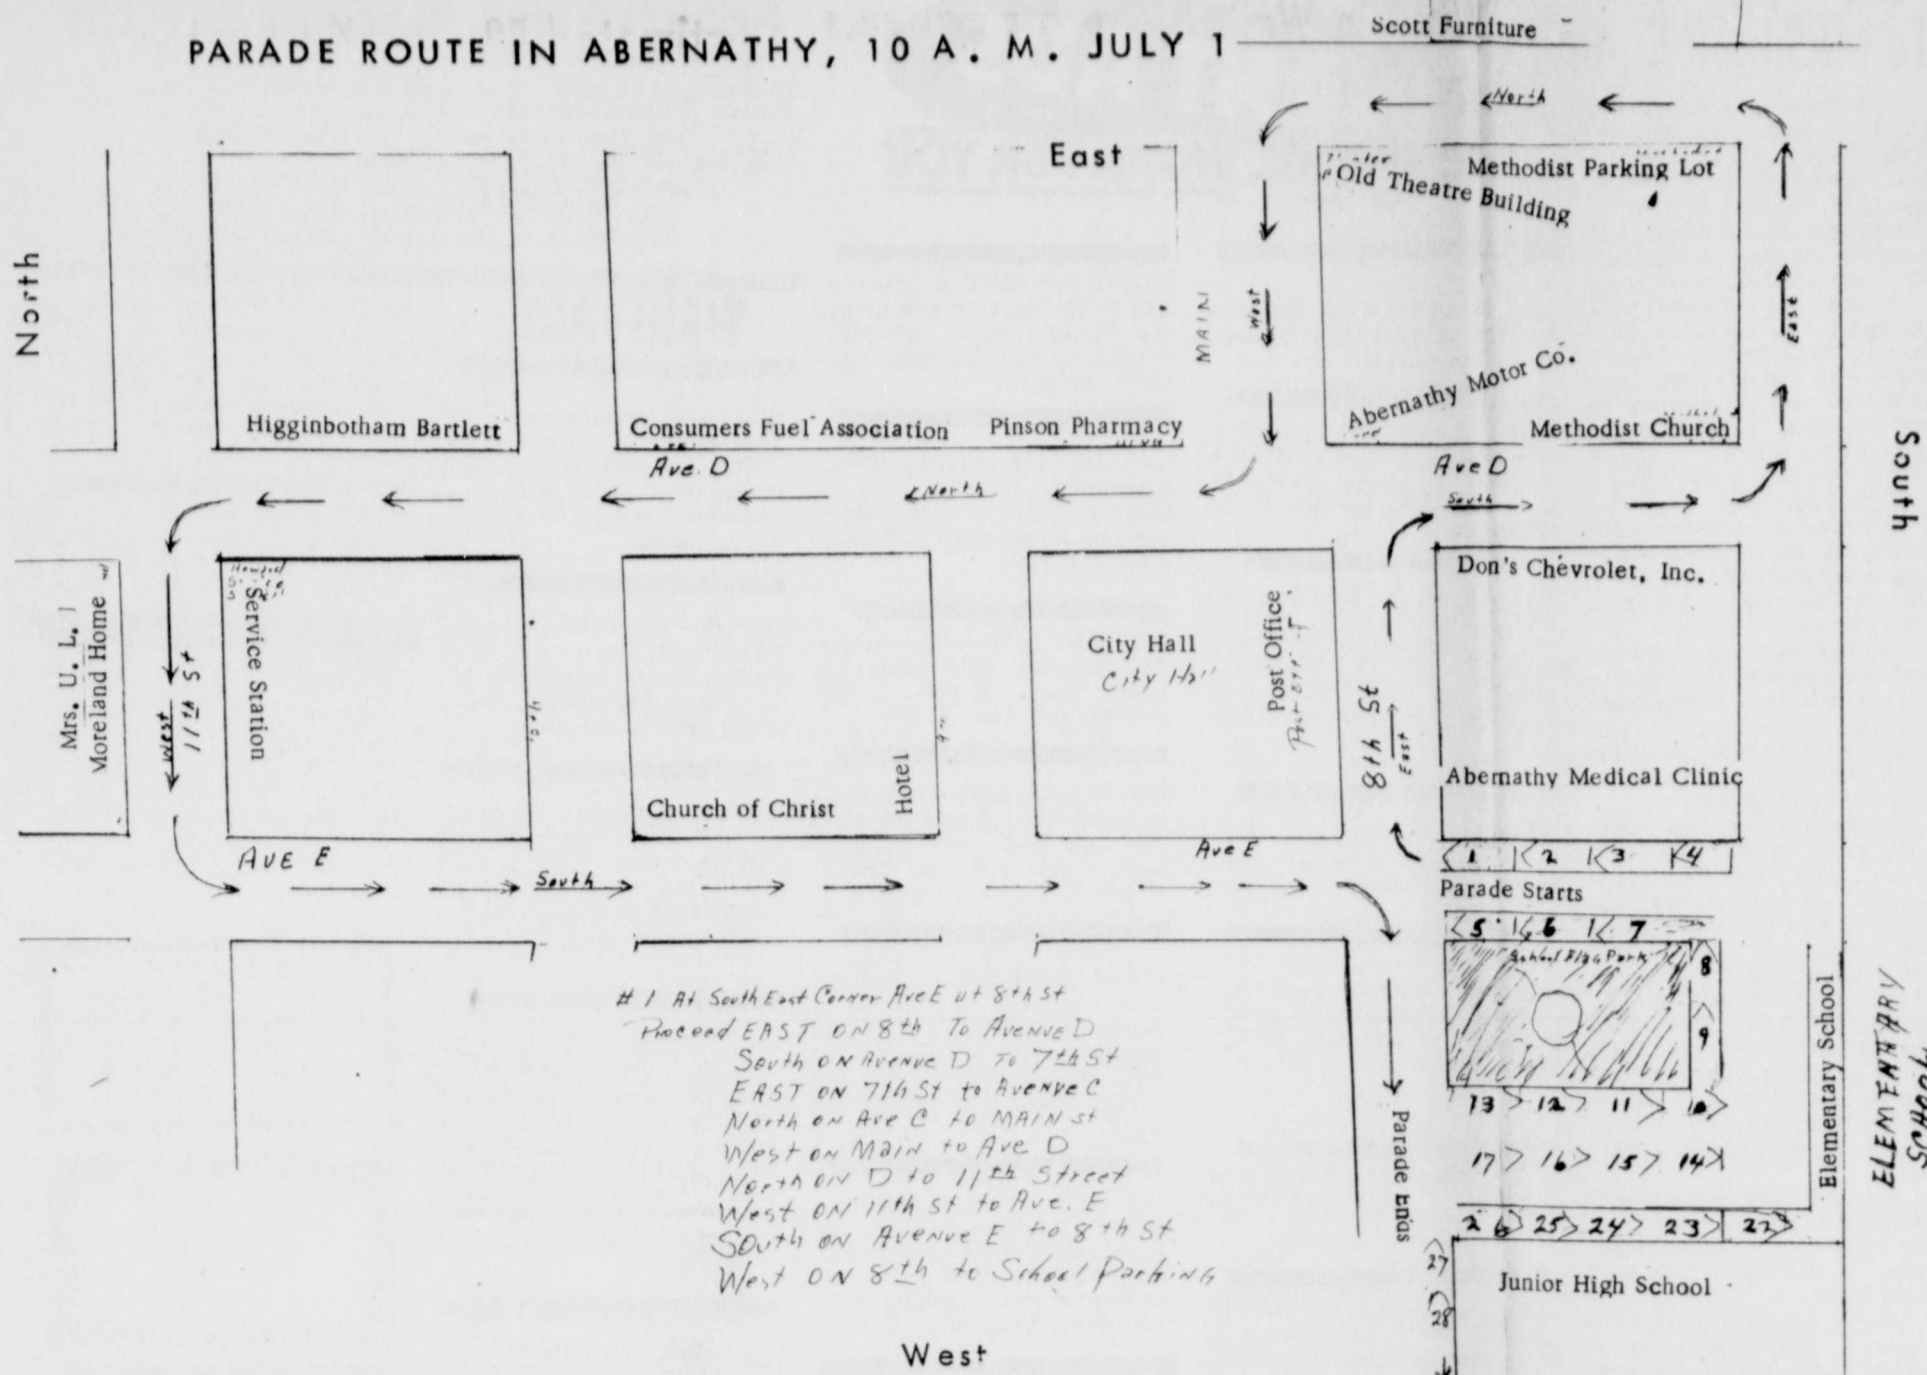 Scott Furniture
PARADE ROUTE IN ABERNATHY, 10 A. M. JULY 1
North
East
North
Old Theatre Building
Methodist Parking Lot
MAIN
West
East
North
Higginbotham Bartlett
Consumers Fuel Association
Pinson Pharmacy
Abernathy Motor Co.
Methodist Church
South
Ave. D
Ave D
North
South
Mrs. U. L.
Moreland Home
West
11th St
Howard
Service Station
Church of Christ
Hotel
City Hall
City Hall
Post Office
8th St
East
Don's Chevrolet, Inc.
Abernathy Medical Clinic
1 2 3 4
Parade Starts
5 6 7
School Flag Park
8
9
13 12 11 10
17 16 15 14
26 25 24 23 22
27
28
Junior High School
Elementary School
ELEMENTARY
SCHOOL
AVE E
South
Ave E
Parade Ends
# 1 At South East Corner Ave E at 8th St
Proceed EAST ON 8th To AVENUE D
South ON Avenue D To 7th St
EAST ON 7th St to Avenue C
North on Ave C to MAIN St
West on Main to Ave D
North ON D to 11th Street
West ON 11th St to Ave. E
South ON Avenue E to 8th St
West ON 8th to School Parking
West